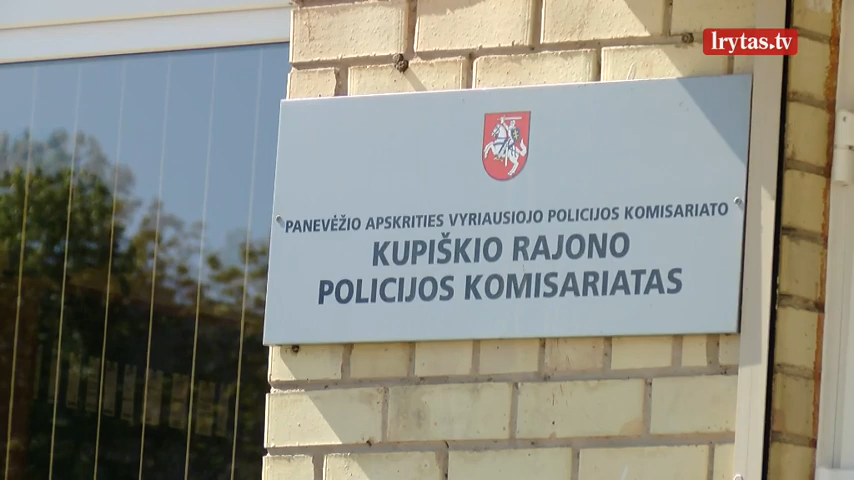 lrytas.tv
PANEVĖŽIO APSKRITIES VYRIAUSIOJO POLICIJOS KOMISARIATO
KUPIŠKIO RAJONO
POLICIJOS KOMISARIATAS